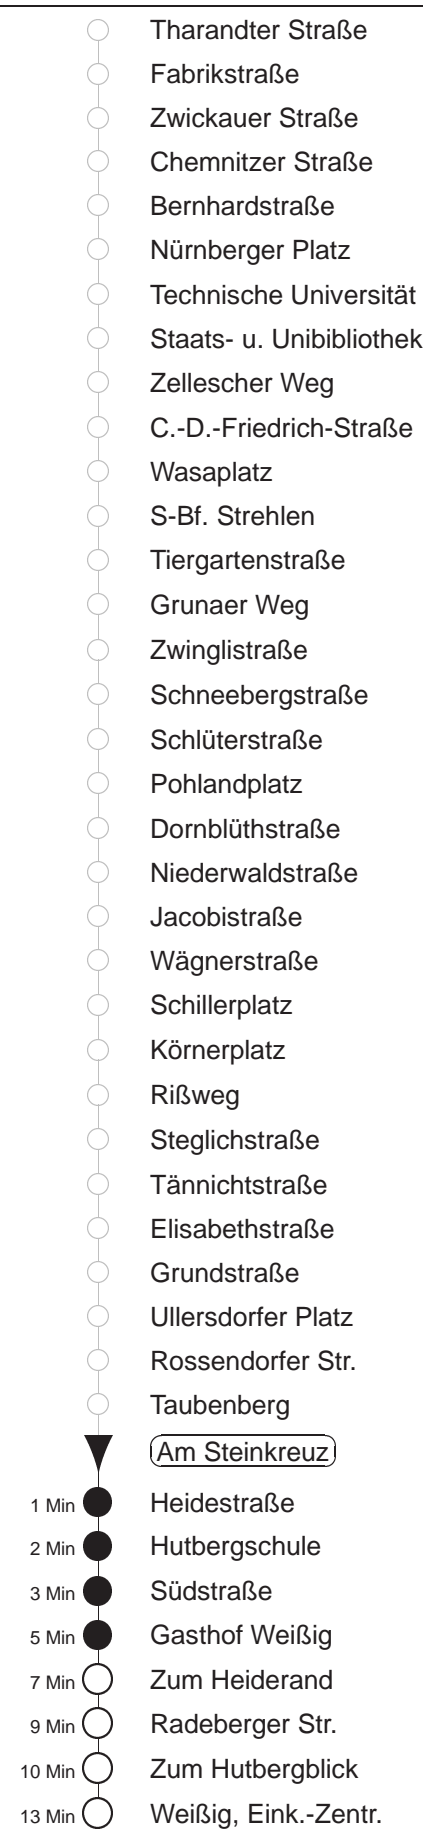 Tharandter Straße
Fabrikstraße
Zwickauer Straße
Chemnitzer Straße
Bernhardstraße
Nürnberger Platz
Technische Universität
Staats- u. Unibibliothek
Zellescher Weg
C.-D.-Friedrich-Straße
Wasaplatz
S-Bf. Strehlen
Tiergartenstraße
Grunaer Weg
Zwinglistraße
Schneebergstraße
Schlüterstraße
Pohlandplatz
Dornblüthstraße
Niederwaldstraße
Jacobistraße
Wägnerstraße
Schillerplatz
Körnerplatz
Rißweg
Steglichstraße
Tännichtstraße
Elisabethstraße
Grundstraße
Ullersdorfer Platz
Rossendorfer Str.
Taubenberg
Am Steinkreuz
1 Min Heidestraße
2 Min Hutbergschule
3 Min Südstraße
5 Min Gasthof Weißig
7 Min Zum Heiderand
9 Min Radeberger Str.
10 Min Zum Hutbergblick
13 Min Weißig, Eink.-Zentr.